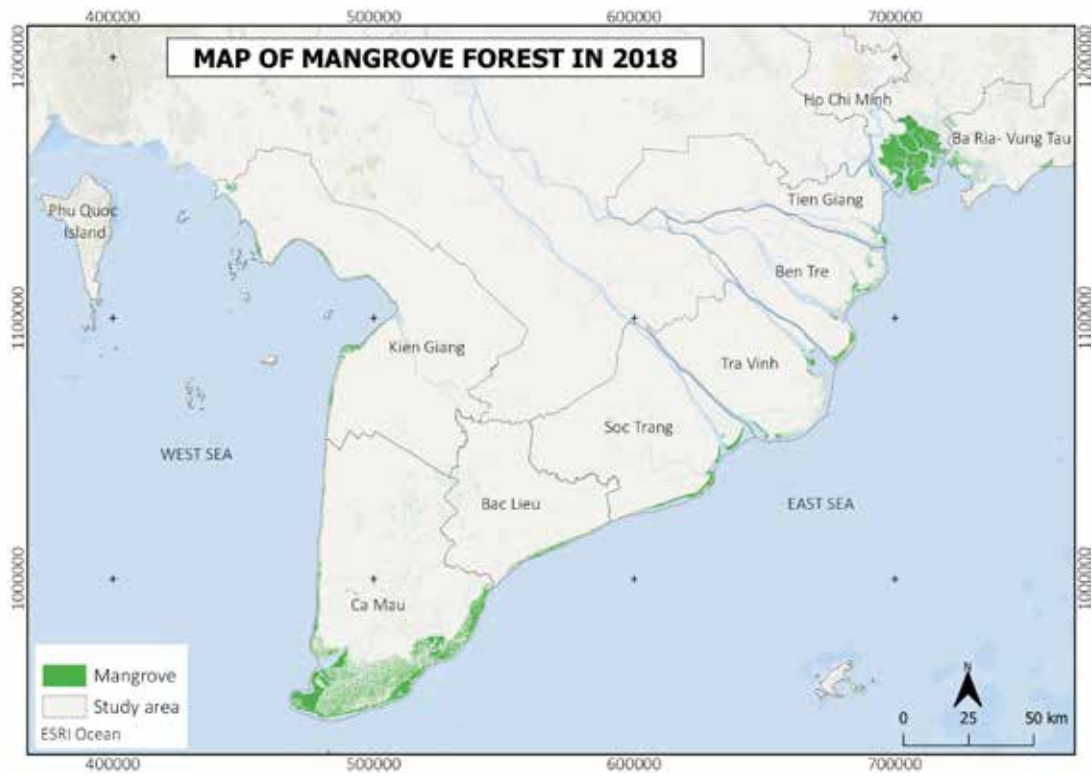 400000 500000 600000 700000
MAP OF MANGROVE FOREST IN 2018
1200000
1200000
Ho Chi Minh
Ba Ria- Vung Tau
Phu Quoc
Island
Tien Giang
Ben Tre
1100000
1100000
Kien Giang
Tra Vinh
Soc Trang
WEST SEA
Bac Lieu
EAST SEA
1000000
1000000
Ca Mau
Mangrove
Study area
ESRI Ocean
N
0 25 50 km
400000 500000 600000 700000